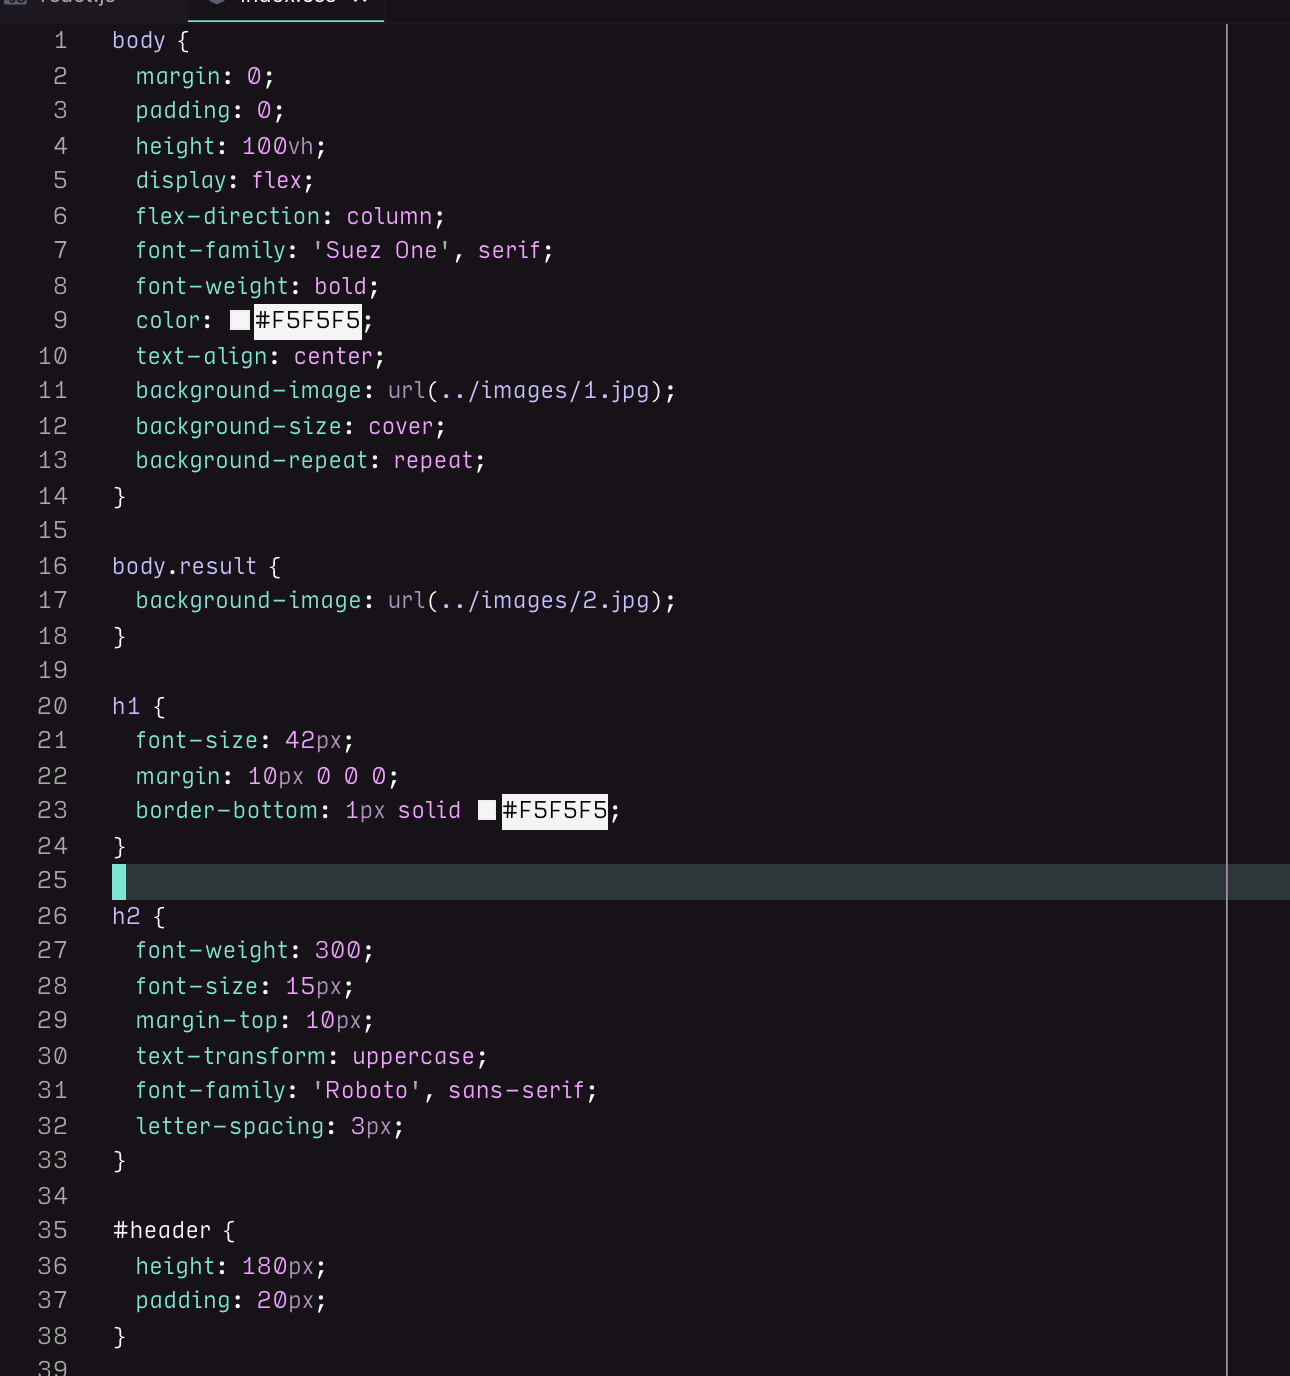 1 body {
2 margin: 0;
3 padding: 0;
4 height: 100vh;
5 display: flex;
6 flex-direction: column;
7 font-family: 'Suez One', serif;
8 font-weight: bold;
9 color: #F5F5F5;
10 text-align: center;
11 background-image: url(../images/1.jpg);
12 background-size: cover;
13 background-repeat: repeat;
14 }
15
16 body.result {
17 background-image: url(../images/2.jpg);
18 }
19
20 h1 {
21 font-size: 42px;
22 margin: 10px 0 0 0;
23 border-bottom: 1px solid #F5F5F5;
24 }
25
26 h2 {
27 font-weight: 300;
28 font-size: 15px;
29 margin-top: 10px;
30 text-transform: uppercase;
31 font-family: 'Roboto', sans-serif;
32 letter-spacing: 3px;
33 }
34
35 #header {
36 height: 180px;
37 padding: 20px;
38 }
39